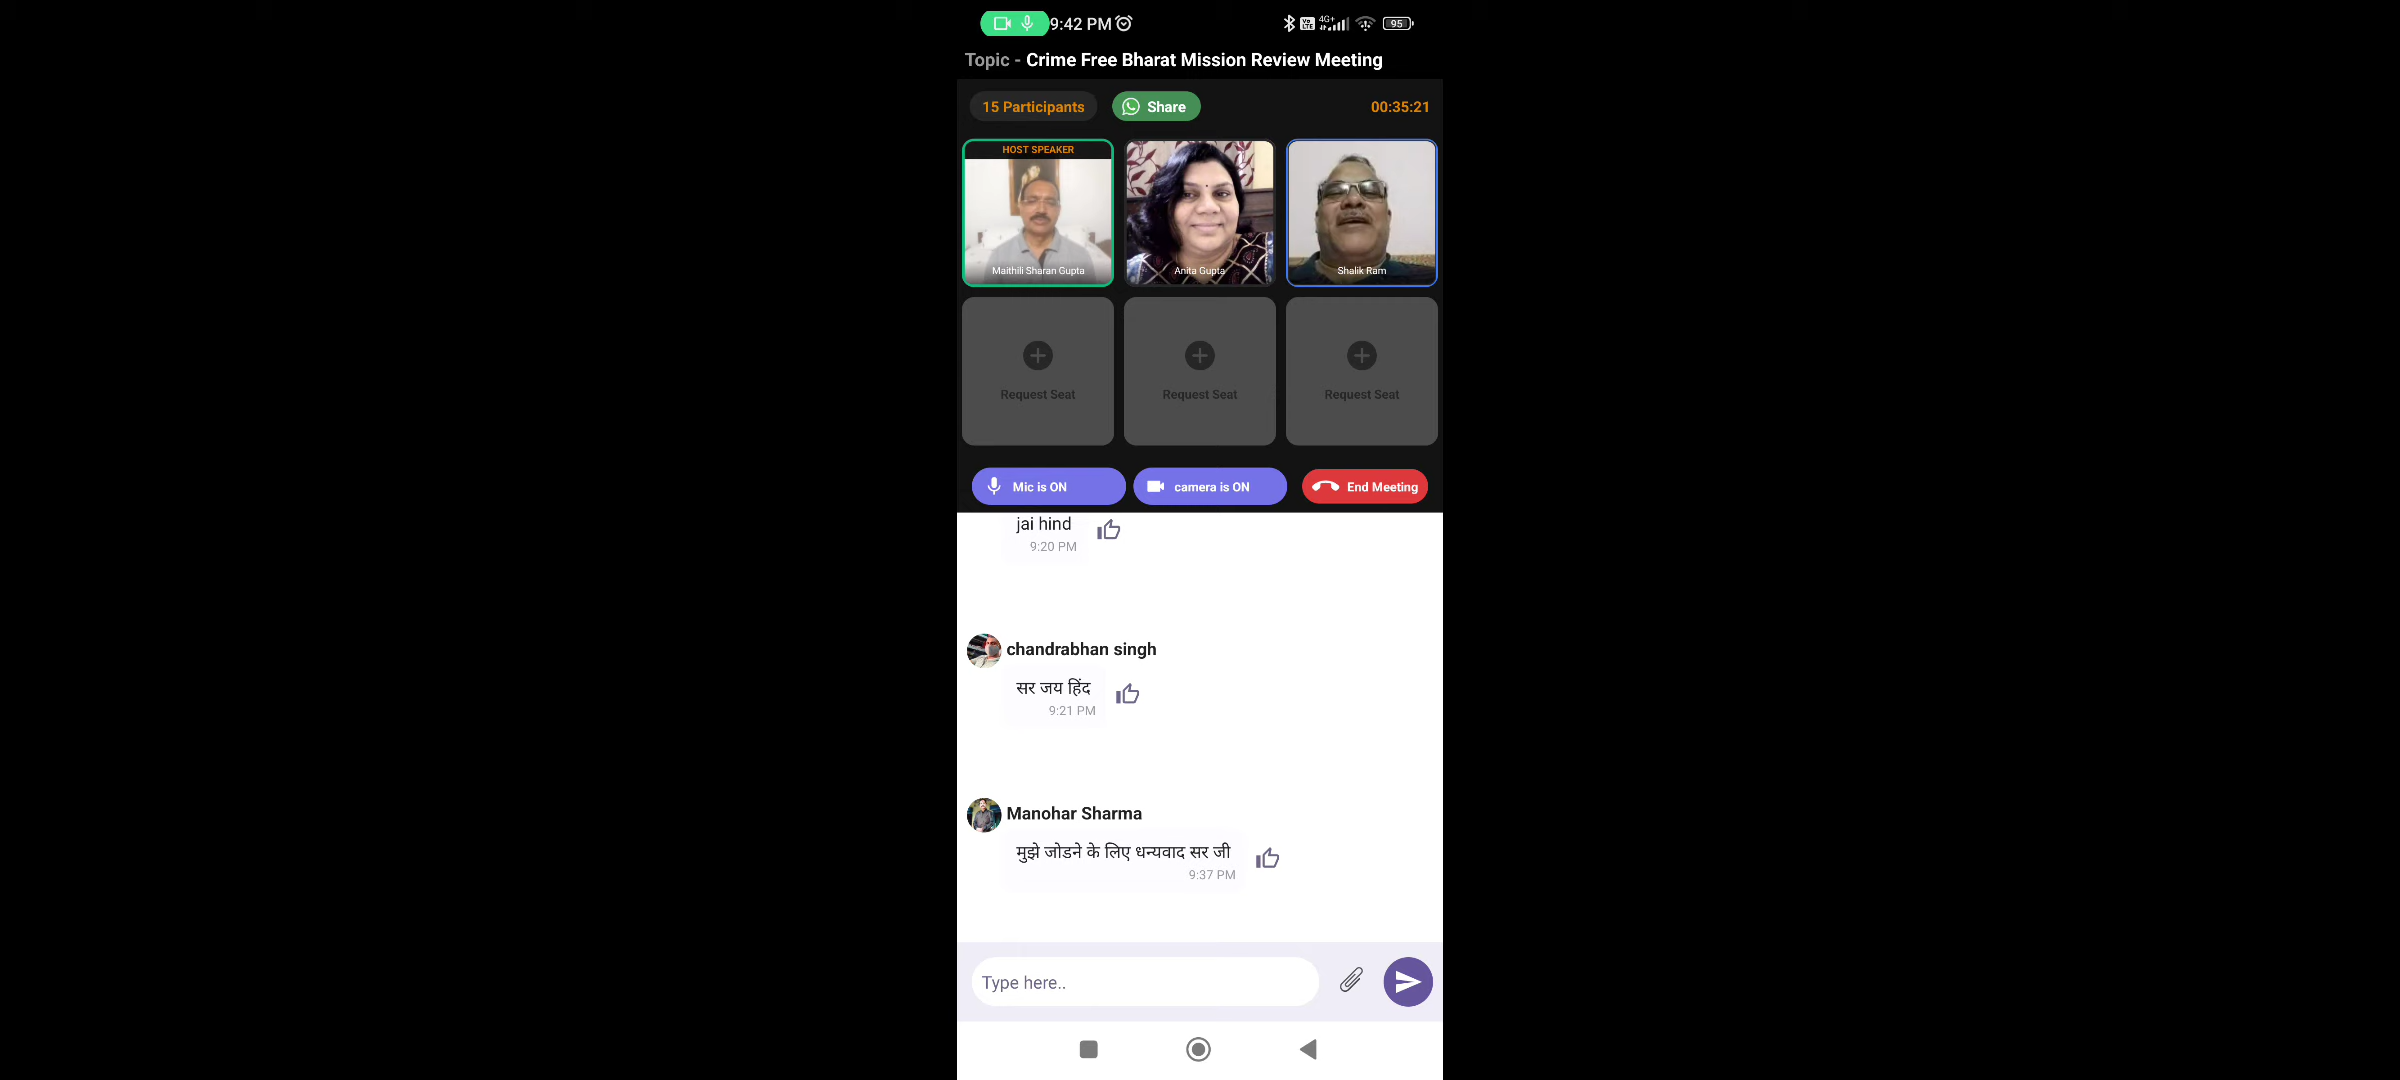 9:42 PM
Vo LTE 4G+ 95
Topic - Crime Free Bharat Mission Review Meeting
15 Participants
Share
00:35:21
HOST SPEAKER
Maithili Sharan Gupta
Anita Gupta
Shalik Ram
Request Seat
Request Seat
Request Seat
Mic is ON
camera is ON
End Meeting
jai hind
9:20 PM
chandrabhan singh
सर जय हिंद
9:21 PM
Manohar Sharma
मुझे जोडने के लिए धन्यवाद सर जी
9:37 PM
Type here..